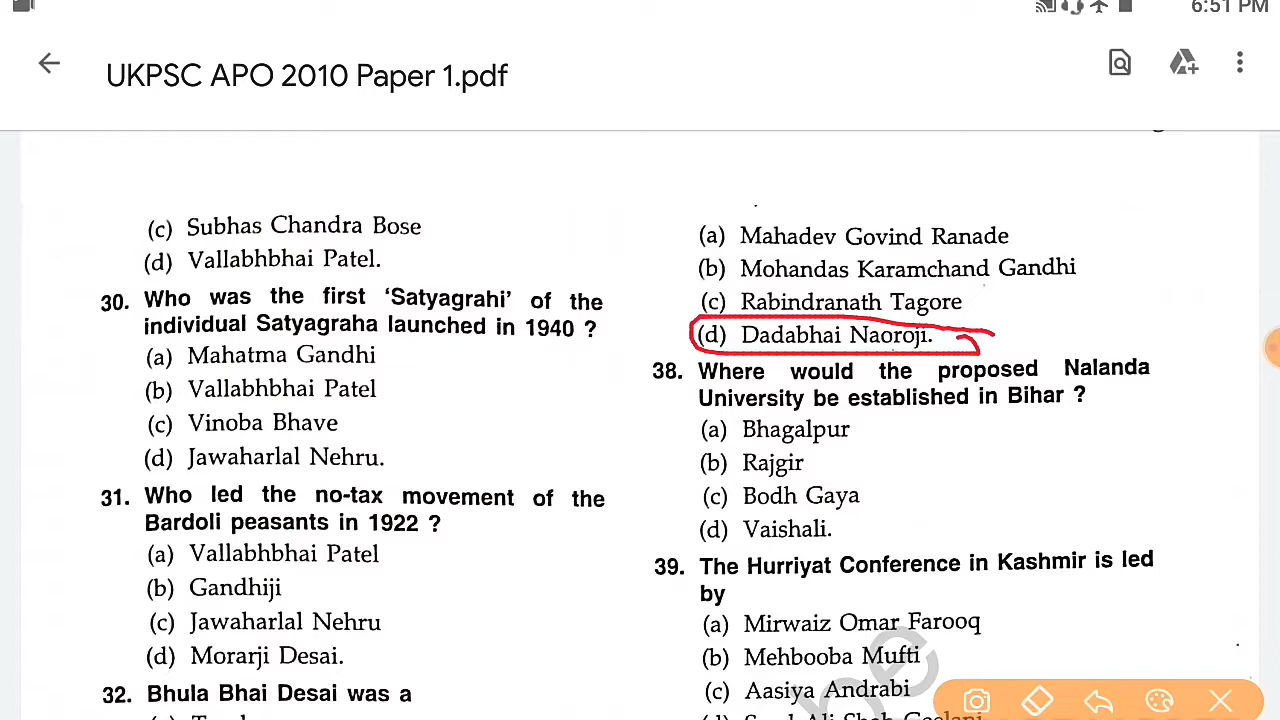 6:51 PM
UKPSC APO 2010 Paper 1.pdf
(c) Subhas Chandra Bose
(d) Vallabhbhai Patel.
30. Who was the first ‘Satyagrahi’ of the
individual Satyagraha launched in 1940 ?
(a) Mahatma Gandhi
(b) Vallabhbhai Patel
(c) Vinoba Bhave
(d) Jawaharlal Nehru.
31. Who led the no-tax movement of the
Bardoli peasants in 1922 ?
(a) Vallabhbhai Patel
(b) Gandhiji
(c) Jawaharlal Nehru
(d) Morarji Desai.
32. Bhula Bhai Desai was a
(a) Mahadev Govind Ranade
(b) Mohandas Karamchand Gandhi
(c) Rabindranath Tagore
(d) Dadabhai Naoroji.
38. Where would the proposed Nalanda
University be established in Bihar ?
(a) Bhagalpur
(b) Rajgir
(c) Bodh Gaya
(d) Vaishali.
39. The Hurriyat Conference in Kashmir is led
by
(a) Mirwaiz Omar Farooq
(b) Mehbooba Mufti
(c) Aasiya Andrabi